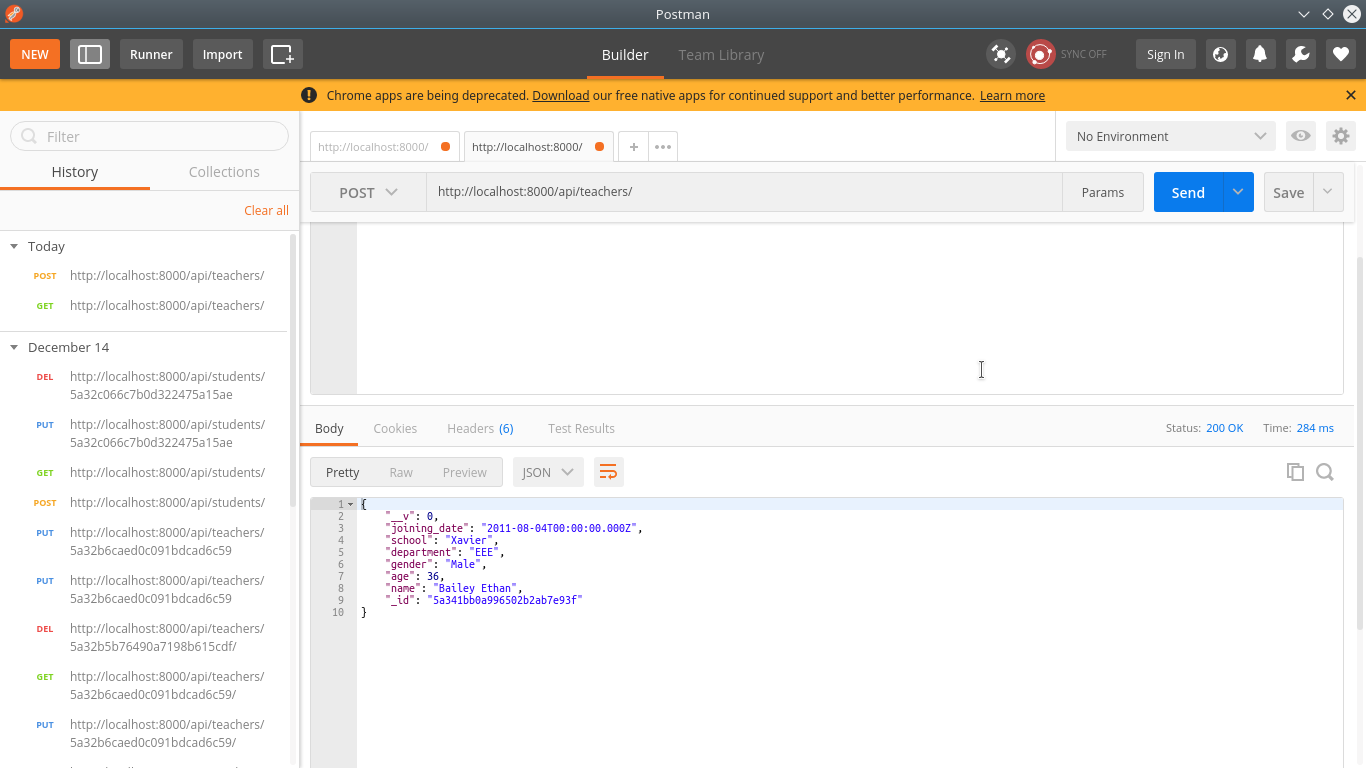 Postman
NEW
Runner
Import
Builder
Team Library
SYNC OFF
Sign In
Chrome apps are being deprecated. Download our free native apps for continued support and better performance. Learn more
Filter
History
Collections
Clear all
Today
POST http://localhost:8000/api/teachers/
GET http://localhost:8000/api/teachers/
December 14
DEL http://localhost:8000/api/students/
5a32c066c7b0d322475a15ae
PUT http://localhost:8000/api/students/
5a32c066c7b0d322475a15ae
GET http://localhost:8000/api/students/
POST http://localhost:8000/api/students/
PUT http://localhost:8000/api/teachers/
5a32b6caed0c091bdcad6c59
PUT http://localhost:8000/api/teachers/
5a32b6caed0c091bdcad6c59
DEL http://localhost:8000/api/teachers/
5a32b5b76490a7198b615cdf/
GET http://localhost:8000/api/teachers/
5a32b6caed0c091bdcad6c59/
PUT http://localhost:8000/api/teachers/
5a32b6caed0c091bdcad6c59/
http://localhost:8000/
http://localhost:8000/
No Environment
POST
http://localhost:8000/api/teachers/
Params
Send
Save
Body
Cookies
Headers (6)
Test Results
Status: 200 OK
Time: 284 ms
Pretty
Raw
Preview
JSON
1 {
2 "__v": 0,
3 "joining_date": "2011-08-04T00:00:00.000Z",
4 "school": "Xavier",
5 "department": "EEE",
6 "gender": "Male",
7 "age": 36,
8 "name": "Bailey Ethan",
9 "_id": "5a341bb0a996502b2ab7e93f"
10 }